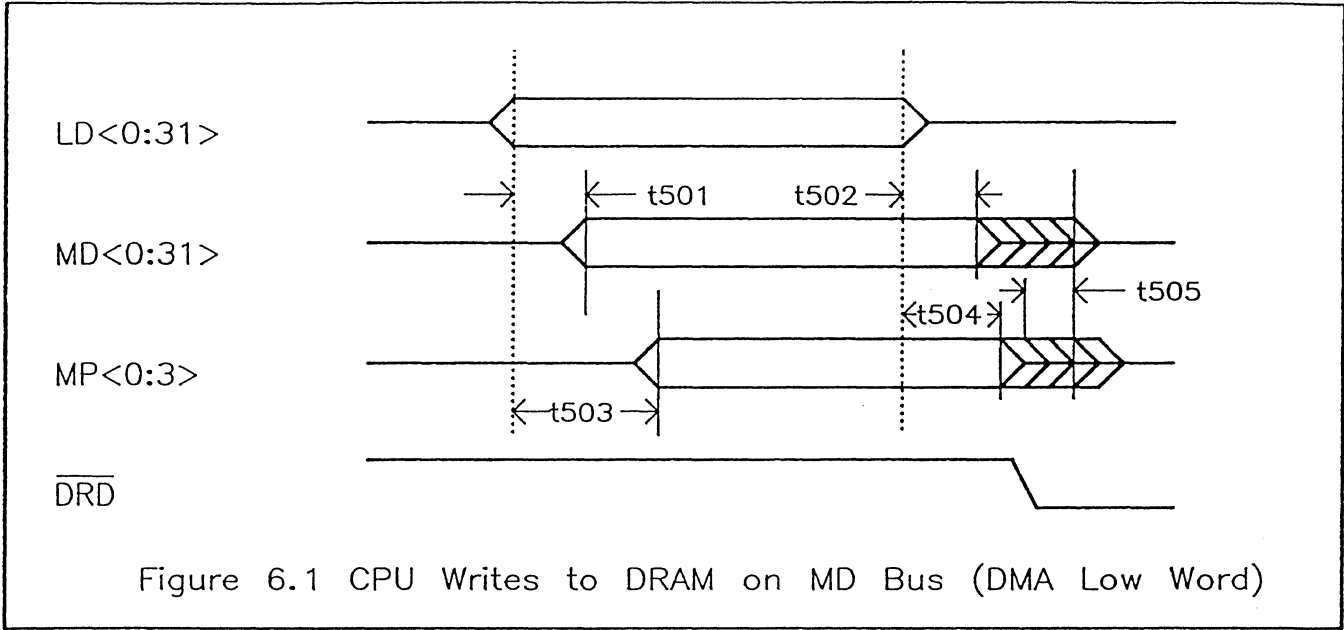 LD<0:31>
t501 t502
MD<0:31>
t505
t504
MP<0:3>
t503
DRD
Figure 6.1 CPU Writes to DRAM on MD Bus (DMA Low Word)